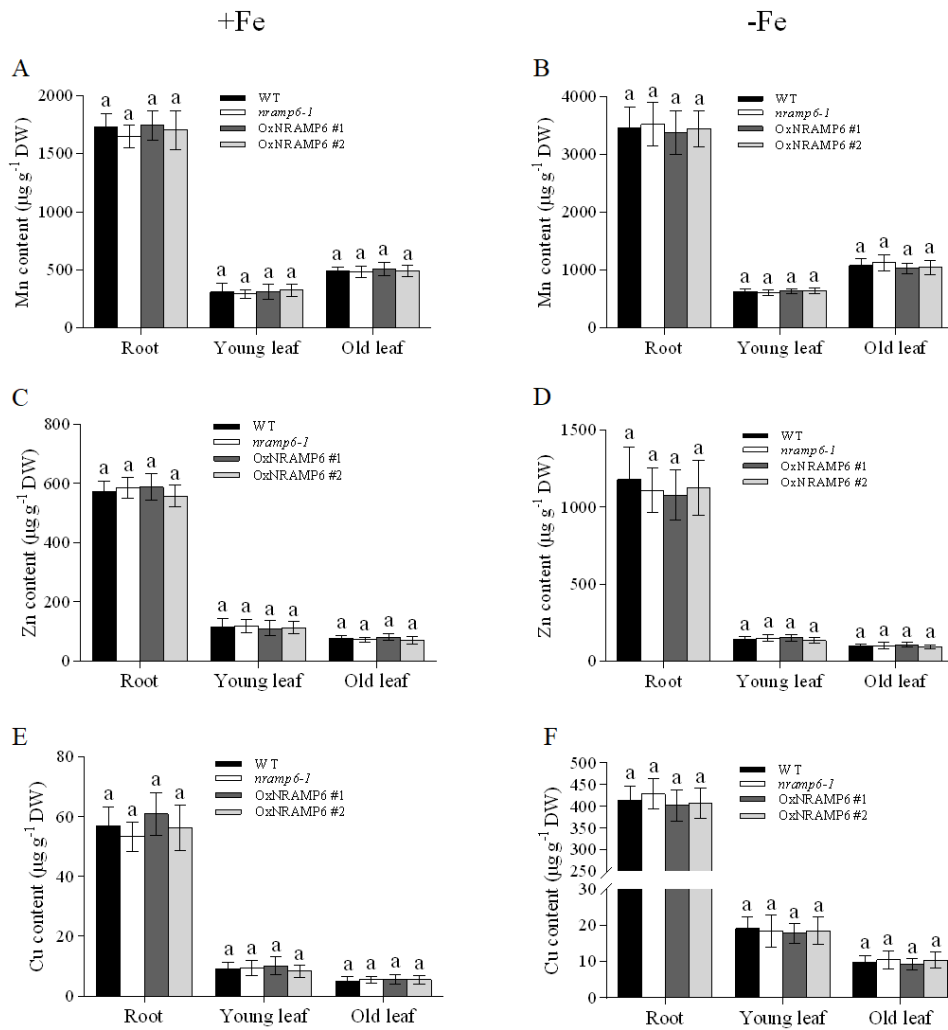 +Fe
-Fe
A
Mn content (µg g⁻¹ DW)
2000
1500
1000
500
0
a a a a
a a a a
a a a a
WT
nramp6-1
OxNRAMP6 #1
OxNRAMP6 #2
Root Young leaf Old leaf
B
Mn content (µg g⁻¹ DW)
4000
3000
2000
1000
0
a a a a
a a a a
a a a a
WT
nramp6-1
OxNRAMP6 #1
OxNRAMP6 #2
Root Young leaf Old leaf
C
Zn content (µg g⁻¹ DW)
800
600
400
200
0
a a a a
a a a a
a a a a
WT
nramp6-1
OxNRAMP6 #1
OxNRAMP6 #2
Root Young leaf Old leaf
D
Zn content (µg g⁻¹ DW)
1500
1000
500
0
a a a a
a a a a
a a a a
WT
nramp6-1
OxNRAMP6 #1
OxNRAMP6 #2
Root Young leaf Old leaf
E
Cu content (µg g⁻¹ DW)
80
60
40
20
0
a a a a
a a a a
a a a a
WT
nramp6-1
OxNRAMP6 #1
OxNRAMP6 #2
Root Young leaf Old leaf
F
Cu content (µg g⁻¹ DW)
500
450
400
350
300
250
30
20
10
0
a a a a
a a a a
a a a a
WT
nramp6-1
OxNRAMP6 #1
OxNRAMP6 #2
Root Young leaf Old leaf